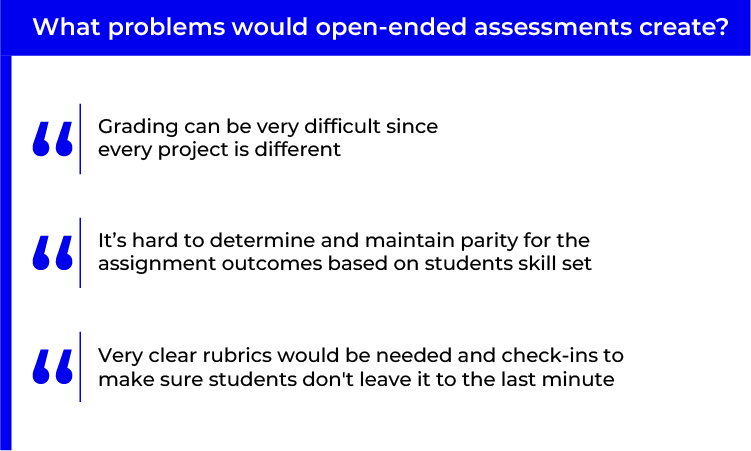 What problems would open-ended assessments create?
Grading can be very difficult since
every project is different
It’s hard to determine and maintain parity for the
assignment outcomes based on students skill set
Very clear rubrics would be needed and check-ins to
make sure students don't leave it to the last minute